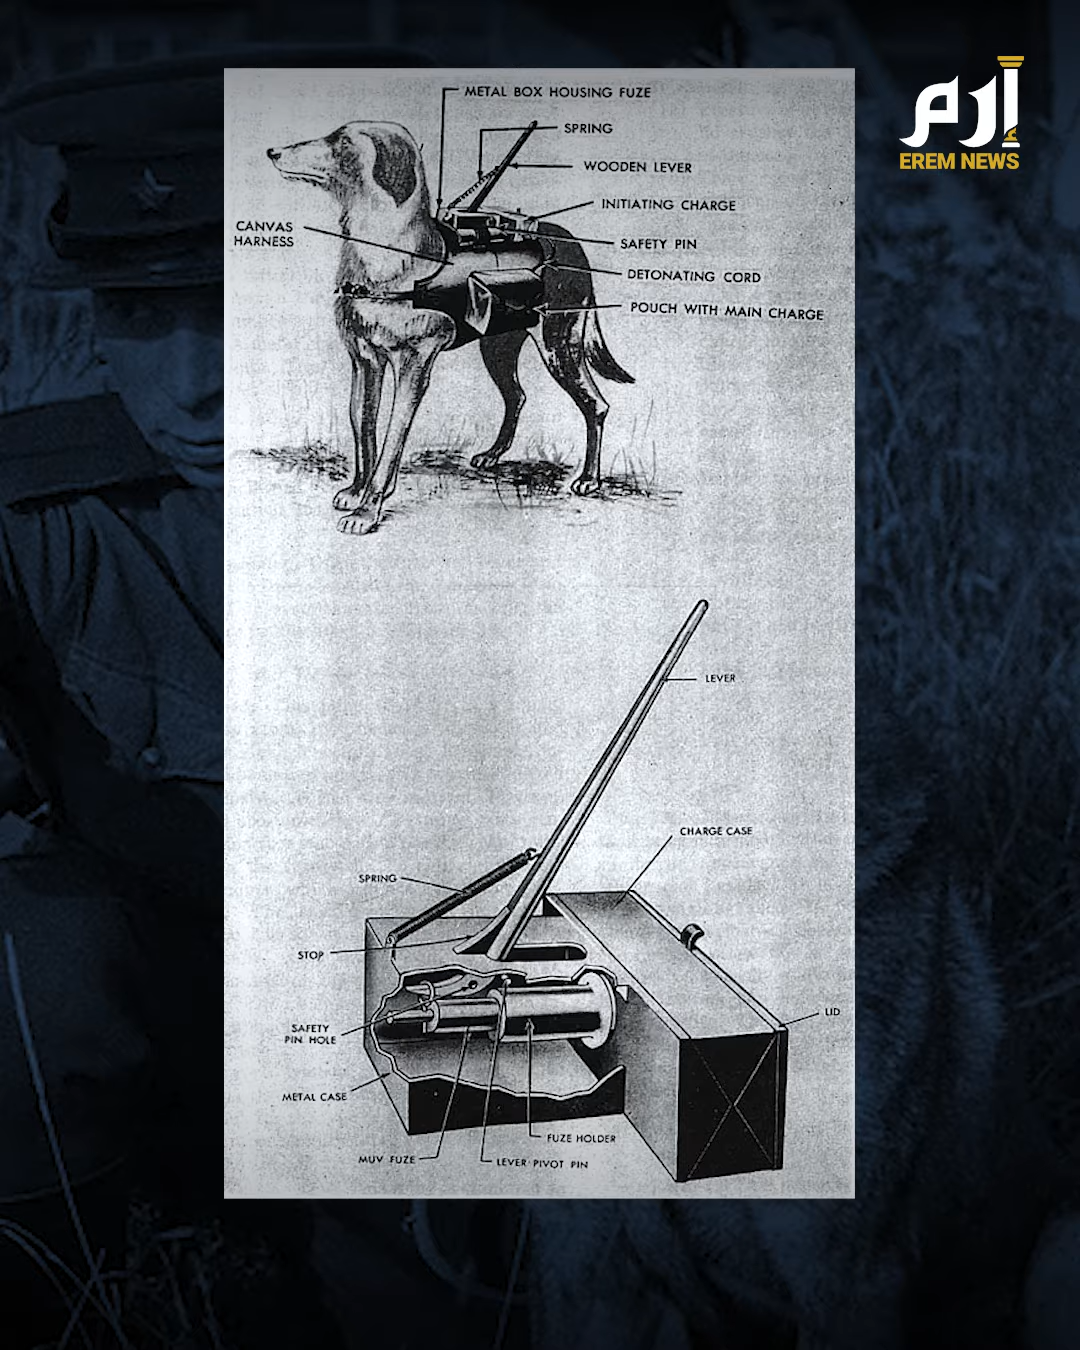 إرم
EREM NEWS
METAL BOX HOUSING FUZE
SPRING
WOODEN LEVER
INITIATING CHARGE
CANVAS
HARNESS
SAFETY PIN
DETONATING CORD
POUCH WITH MAIN CHARGE
LEVER
CHARGE CASE
SPRING
STOP
LID
SAFETY
PIN HOLE
METAL CASE
FUZE HOLDER
MUV FUZE
LEVER PIVOT PIN